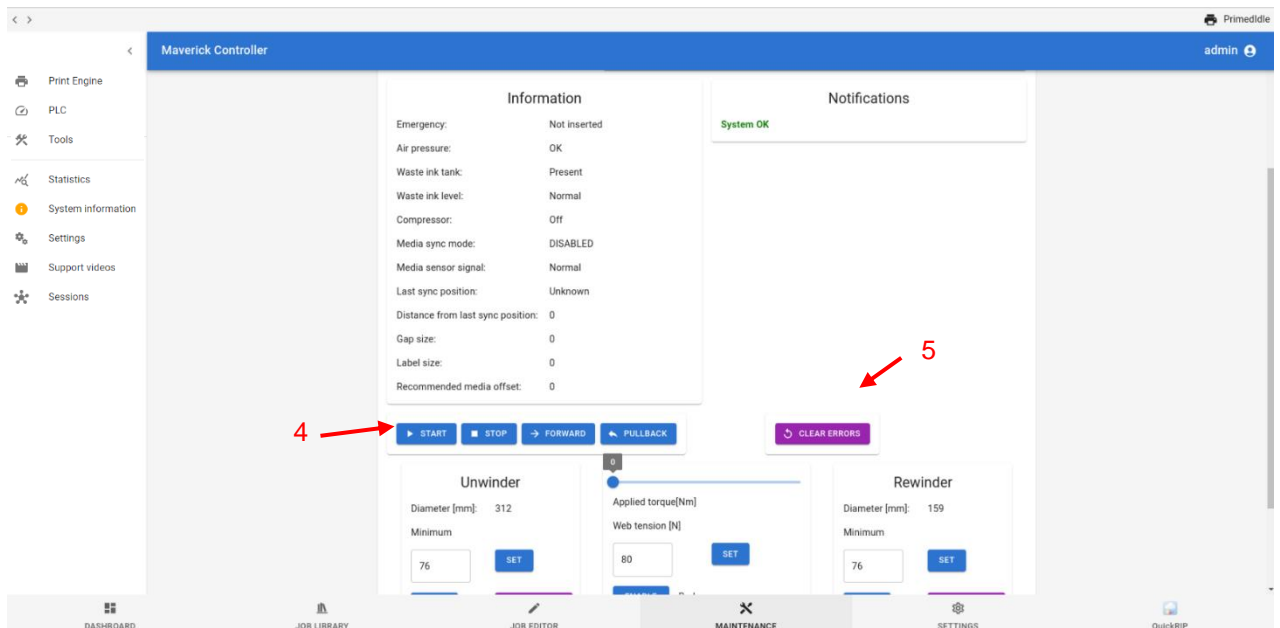 PrimedIdle
Maverick Controller
admin
Print Engine
PLC
Tools
Statistics
System information
Settings
Support videos
Sessions
Information
Emergency: Not inserted
Air pressure: OK
Waste ink tank: Present
Waste ink level: Normal
Compressor: Off
Media sync mode: DISABLED
Media sensor signal: Normal
Last sync position: Unknown
Distance from last sync position: 0
Gap size: 0
Label size: 0
Recommended media offset: 0
Notifications
System OK
5
4
START STOP FORWARD PULLBACK
CLEAR ERRORS
Unwinder
Diameter [mm]: 312
Minimum
76 SET
0
Applied torque[Nm]
Web tension [N]
80 SET
Rewinder
Diameter [mm]: 159
Minimum
76 SET
DASHBOARD JOB LIBRARY JOB EDITOR MAINTENANCE SETTINGS QuickRIP